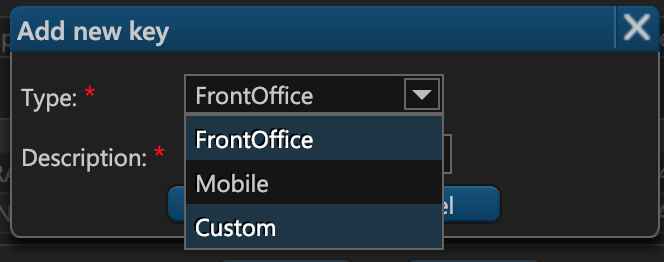 Add new key
Type: *
FrontOffice
FrontOffice
Description: *
Mobile
Custom